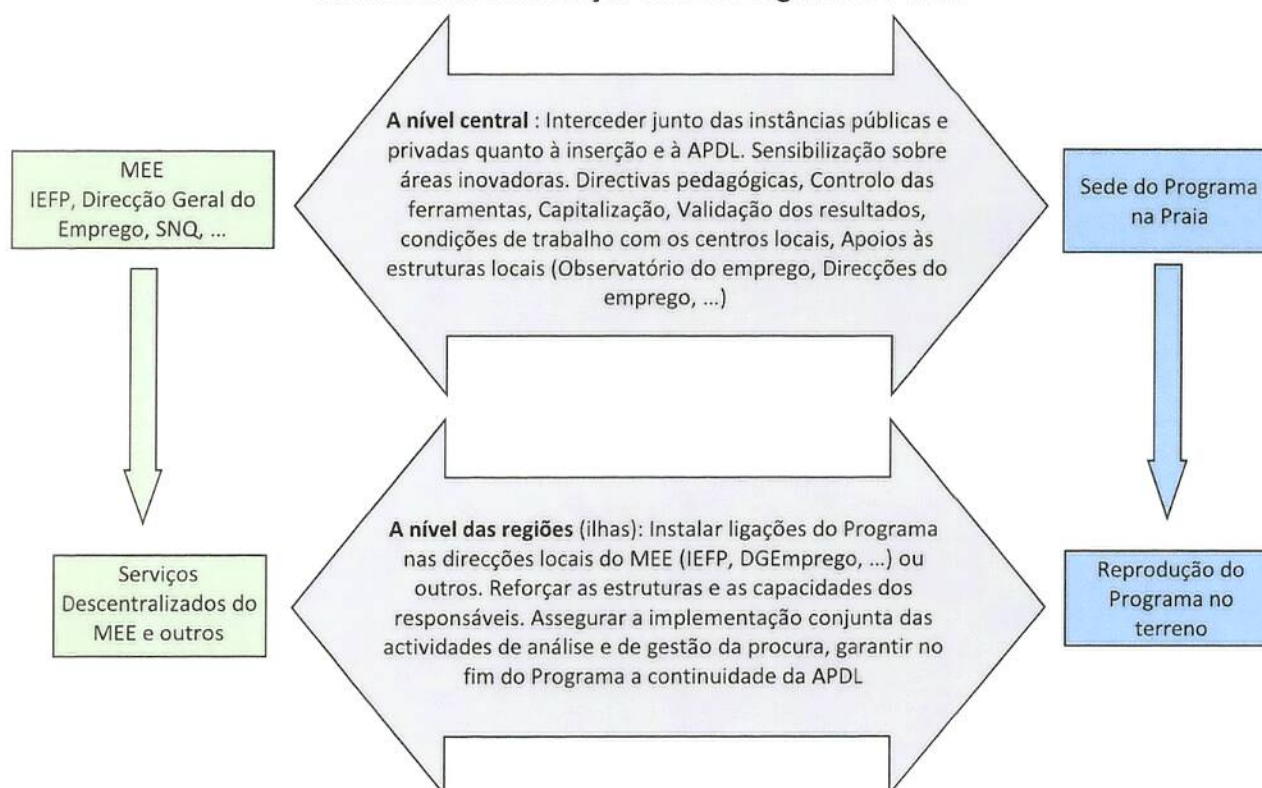 A nível central : Interceder junto das instâncias públicas e
privadas quanto à inserção e à APDL. Sensibilização sobre
áreas inovadoras. Directivas pedagógicas, Controlo das
ferramentas, Capitalização, Validação dos resultados,
condições de trabalho com os centros locais, Apoios às
estruturas locais (Observatório do emprego, Direcções do
emprego, ...)
MEE
IEFP, Direcção Geral do
Emprego, SNQ, ...
Sede do Programa
na Praia
A nível das regiões (ilhas): Instalar ligações do Programa
nas direcções locais do MEE (IEFP, DGEmprego, ...) ou
outros. Reforçar as estruturas e as capacidades dos
responsáveis. Assegurar a implementação conjunta das
actividades de análise e de gestão da procura, garantir no
fim do Programa a continuidade da APDL
Serviços
Descentralizados do
MEE e outros
Reprodução do
Programa no
terreno